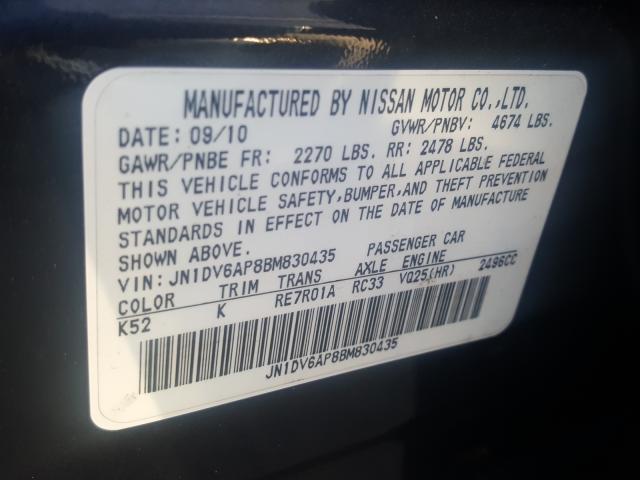 MANUFACTURED BY NISSAN MOTOR CO.,LTD.
DATE: 09/10 GVWR/PNBV: 4674 LBS.
GAWR/PNBE FR: 2270 LBS. RR: 2478 LBS.
THIS VEHICLE CONFORMS TO ALL APPLICABLE FEDERAL
MOTOR VEHICLE SAFETY, BUMPER, AND THEFT PREVENTION
STANDARDS IN EFFECT ON THE DATE OF MANUFACTURE
SHOWN ABOVE.
VIN: JN1DV6AP8BM830435 PASSENGER CAR
COLOR TRIM TRANS AXLE ENGINE
K52 K RE7R01A RC33 VQ25(HR) 2496CC
JN1DV6AP8BM830435